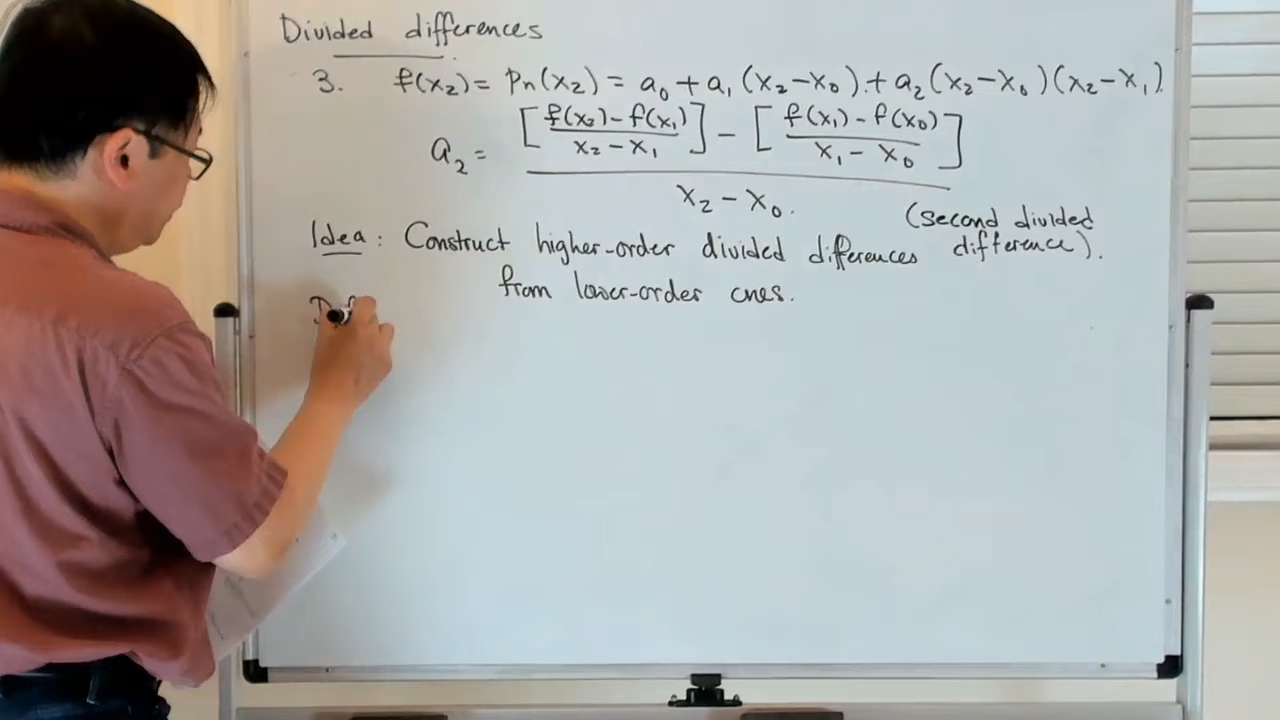 Divided differences
3. f(x₂) = Pn(x₂) = a₀ + a₁(x₂-x₀) + a₂(x₂-x₀)(x₂-x₁).
a₂ = ([ (f(x₂)-f(x₁)) / (x₂-x₁) ] - [ (f(x₁)-f(x₀)) / (x₁-x₀) ]) / (x₂-x₀).
(second divided difference).
Idea: Construct higher-order divided differences
from lower-order ones.